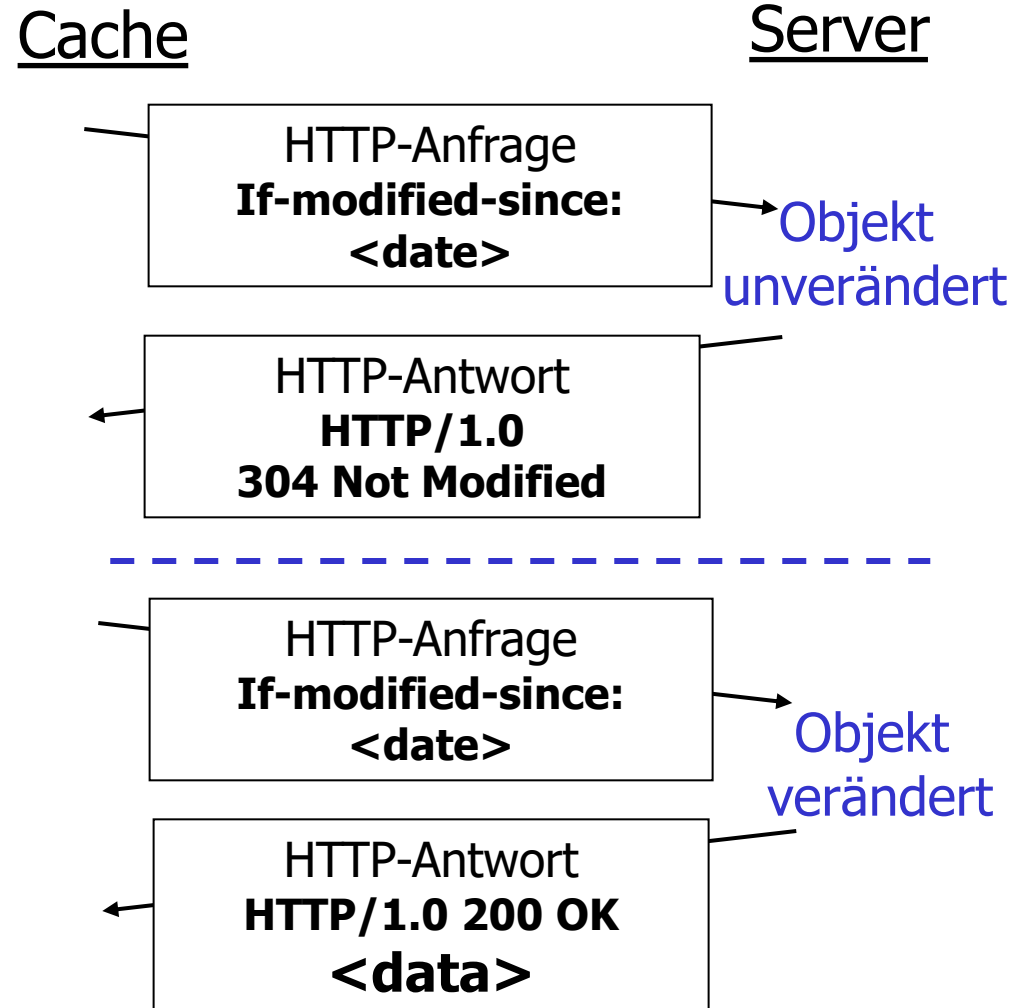 Cache
Server
HTTP-Anfrage
If-modified-since:
<date>
Objekt
unverändert
HTTP-Antwort
HTTP/1.0
304 Not Modified
HTTP-Anfrage
If-modified-since:
<date>
Objekt
verändert
HTTP-Antwort
HTTP/1.0 200 OK
<data>